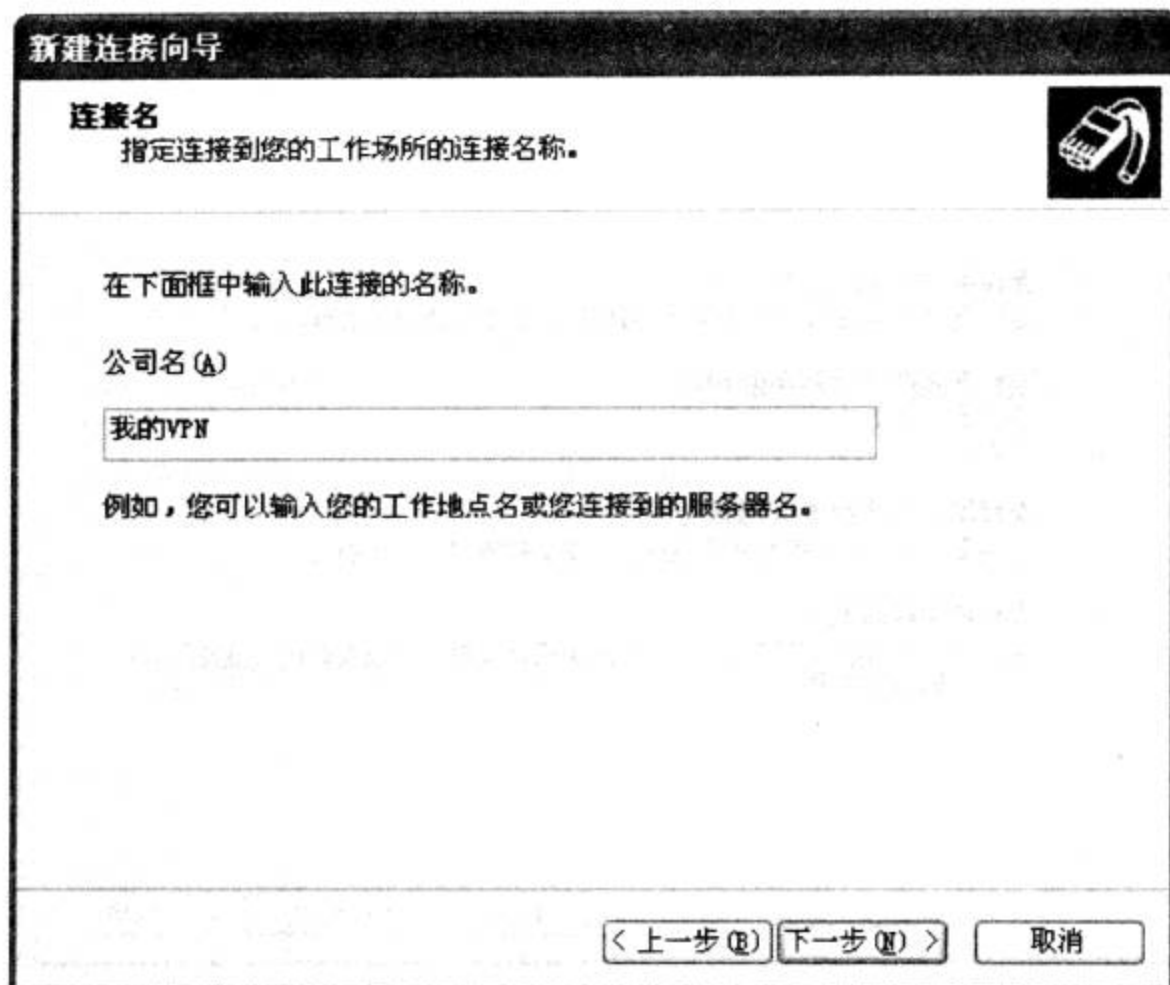 新建连接向导
连接名
指定连接到您的工作场所的连接名称。
在下面框中输入此连接的名称。
公司名(A)
我的VPN
例如，您可以输入您的工作地点名或您连接到的服务器名。
< 上一步(B) 下一步(N) > 取消